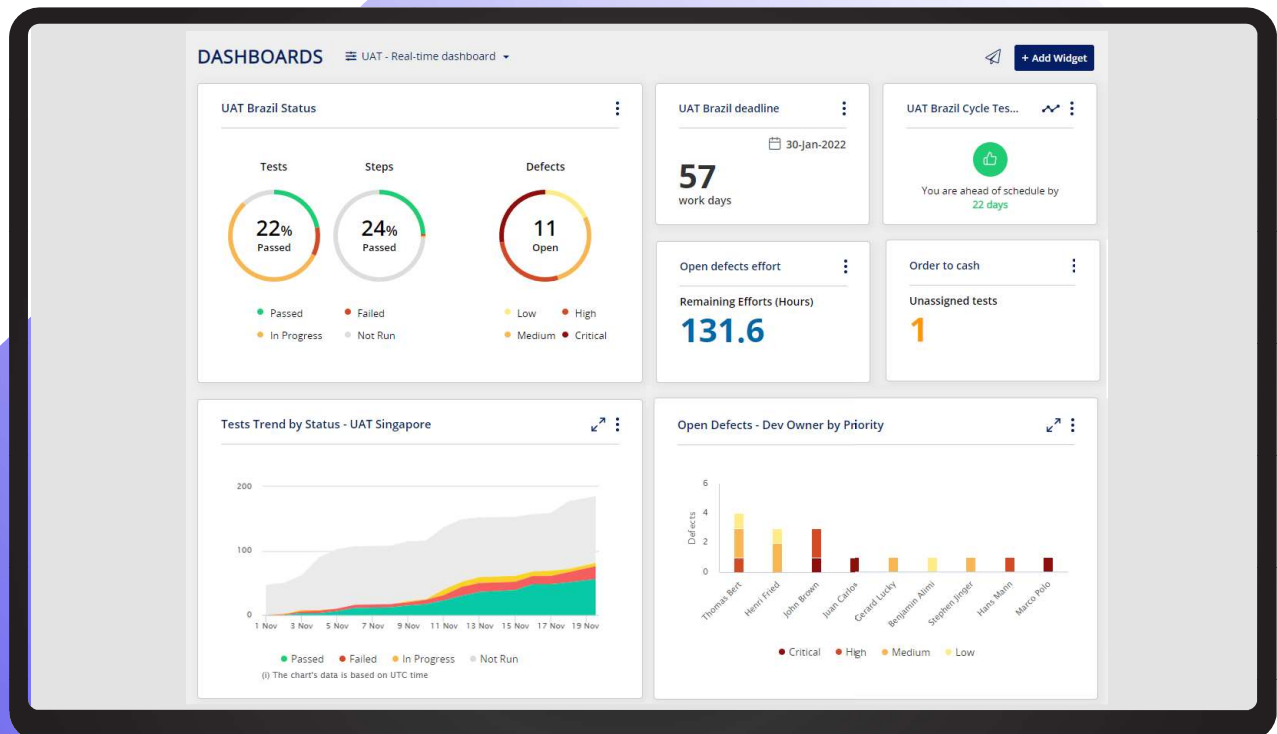 DASHBOARDS
UAT - Real-time dashboard
+ Add Widget
UAT Brazil Status
Tests
Steps
Defects
22%
Passed
24%
Passed
11
Open
Passed
Failed
In Progress
Not Run
Low
High
Medium
Critical
UAT Brazil deadline
30-Jan-2022
57
work days
UAT Brazil Cycle Tes...
You are ahead of schedule by
22 days
Open defects effort
Remaining Efforts (Hours)
131.6
Order to cash
Unassigned tests
1
Tests Trend by Status - UAT Singapore
200
100
0
1 Nov 3 Nov 5 Nov 7 Nov 9 Nov 11 Nov 13 Nov 15 Nov 17 Nov 19 Nov
Passed Failed In Progress Not Run
(i) The chart's data is based on UTC time
Open Defects - Dev Owner by Priority
Defects
6
4
2
0
Thomas Bert
Henri Fried
John Brown
Juan Carlos
Gerard Lucky
Benjamin Alimi
Stephen Jinger
Hans Mann
Marco Polo
Critical High Medium Low